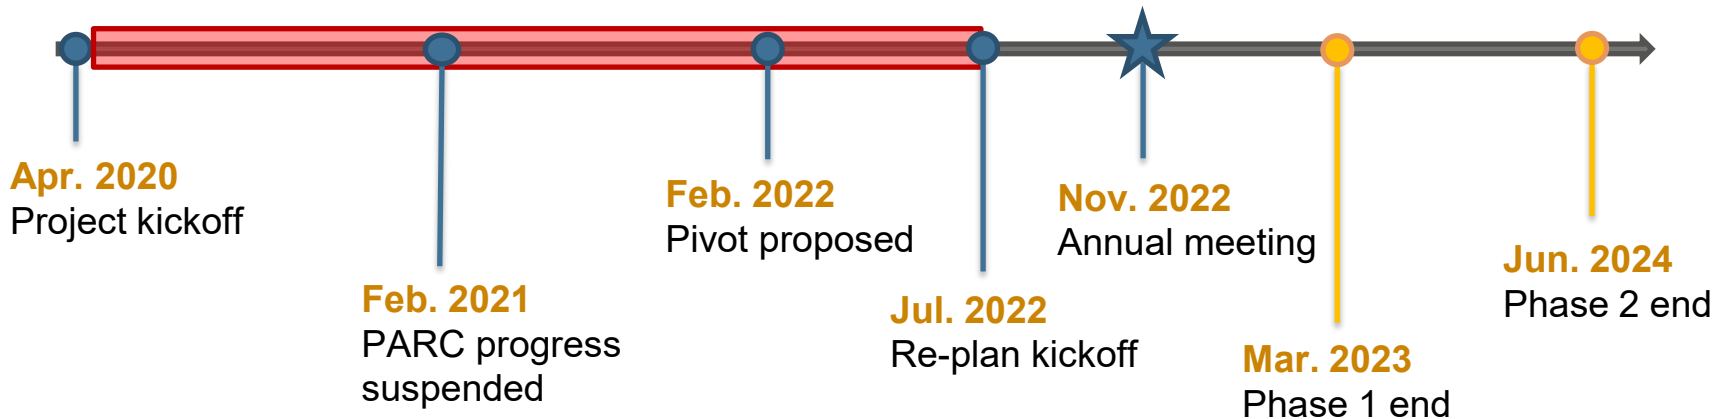 Apr. 2020
Project kickoff
Feb. 2021
PARC progress
suspended
Feb. 2022
Pivot proposed
Jul. 2022
Re-plan kickoff
Nov. 2022
Annual meeting
Mar. 2023
Phase 1 end
Jun. 2024
Phase 2 end